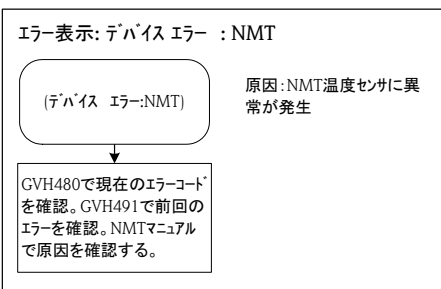 エラー表示: ﾃﾞﾊﾞｲｽ ｴﾗｰ : NMT
(ﾃﾞﾊﾞｲｽ ｴﾗｰ:NMT)
原因:NMT温度ｾﾝｻに異
常が発生
GVH480で現在のｴﾗｰｺｰﾄﾞ
を確認。GVH491で前回の
ｴﾗｰを確認。NMTﾏﾆｭｱﾙ
で原因を確認する。